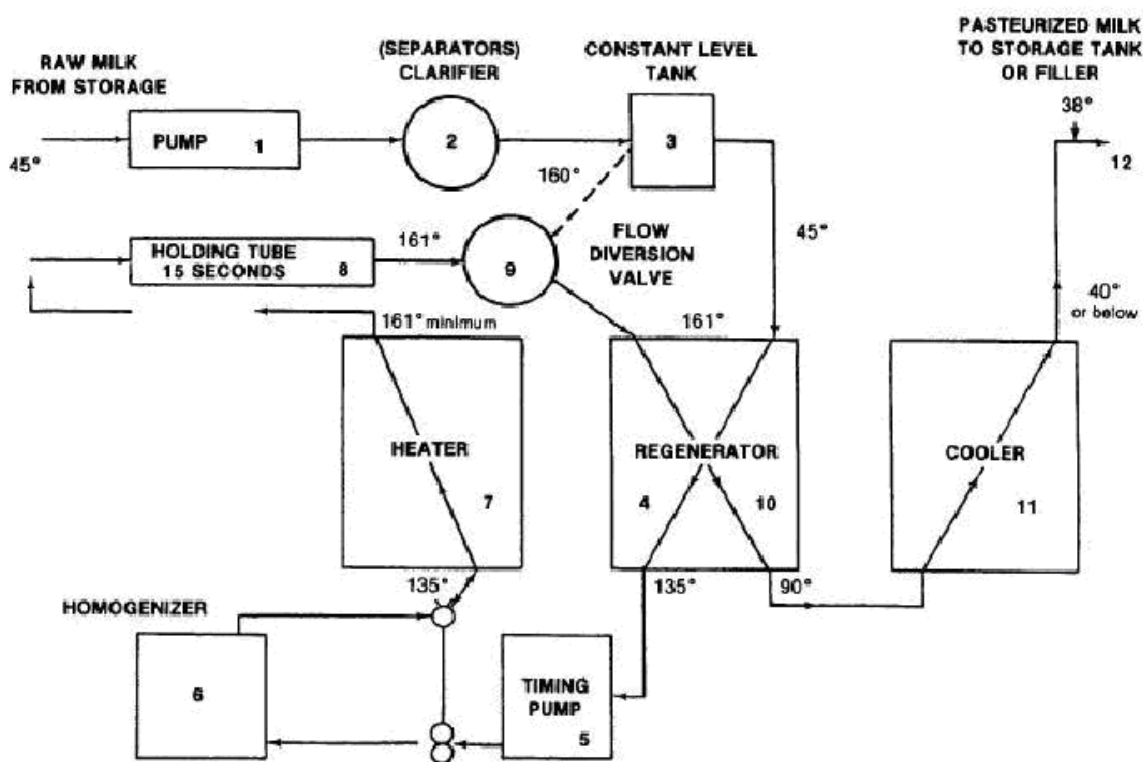 RAW MILK
FROM STORAGE
(SEPARATORS)
CLARIFIER
CONSTANT LEVEL
TANK
PASTEURIZED MILK
TO STORAGE TANK
OR FILLER
38°
45°
PUMP 1
2
3
12
160°
HOLDING TUBE
15 SECONDS 8
161°
9
FLOW
DIVERSION
VALVE
45°
161° minimum
161°
40°
or below
HEATER
7
REGENERATOR
4
10
COOLER
11
135°
135°
90°
HOMOGENIZER
6
TIMING
PUMP
5